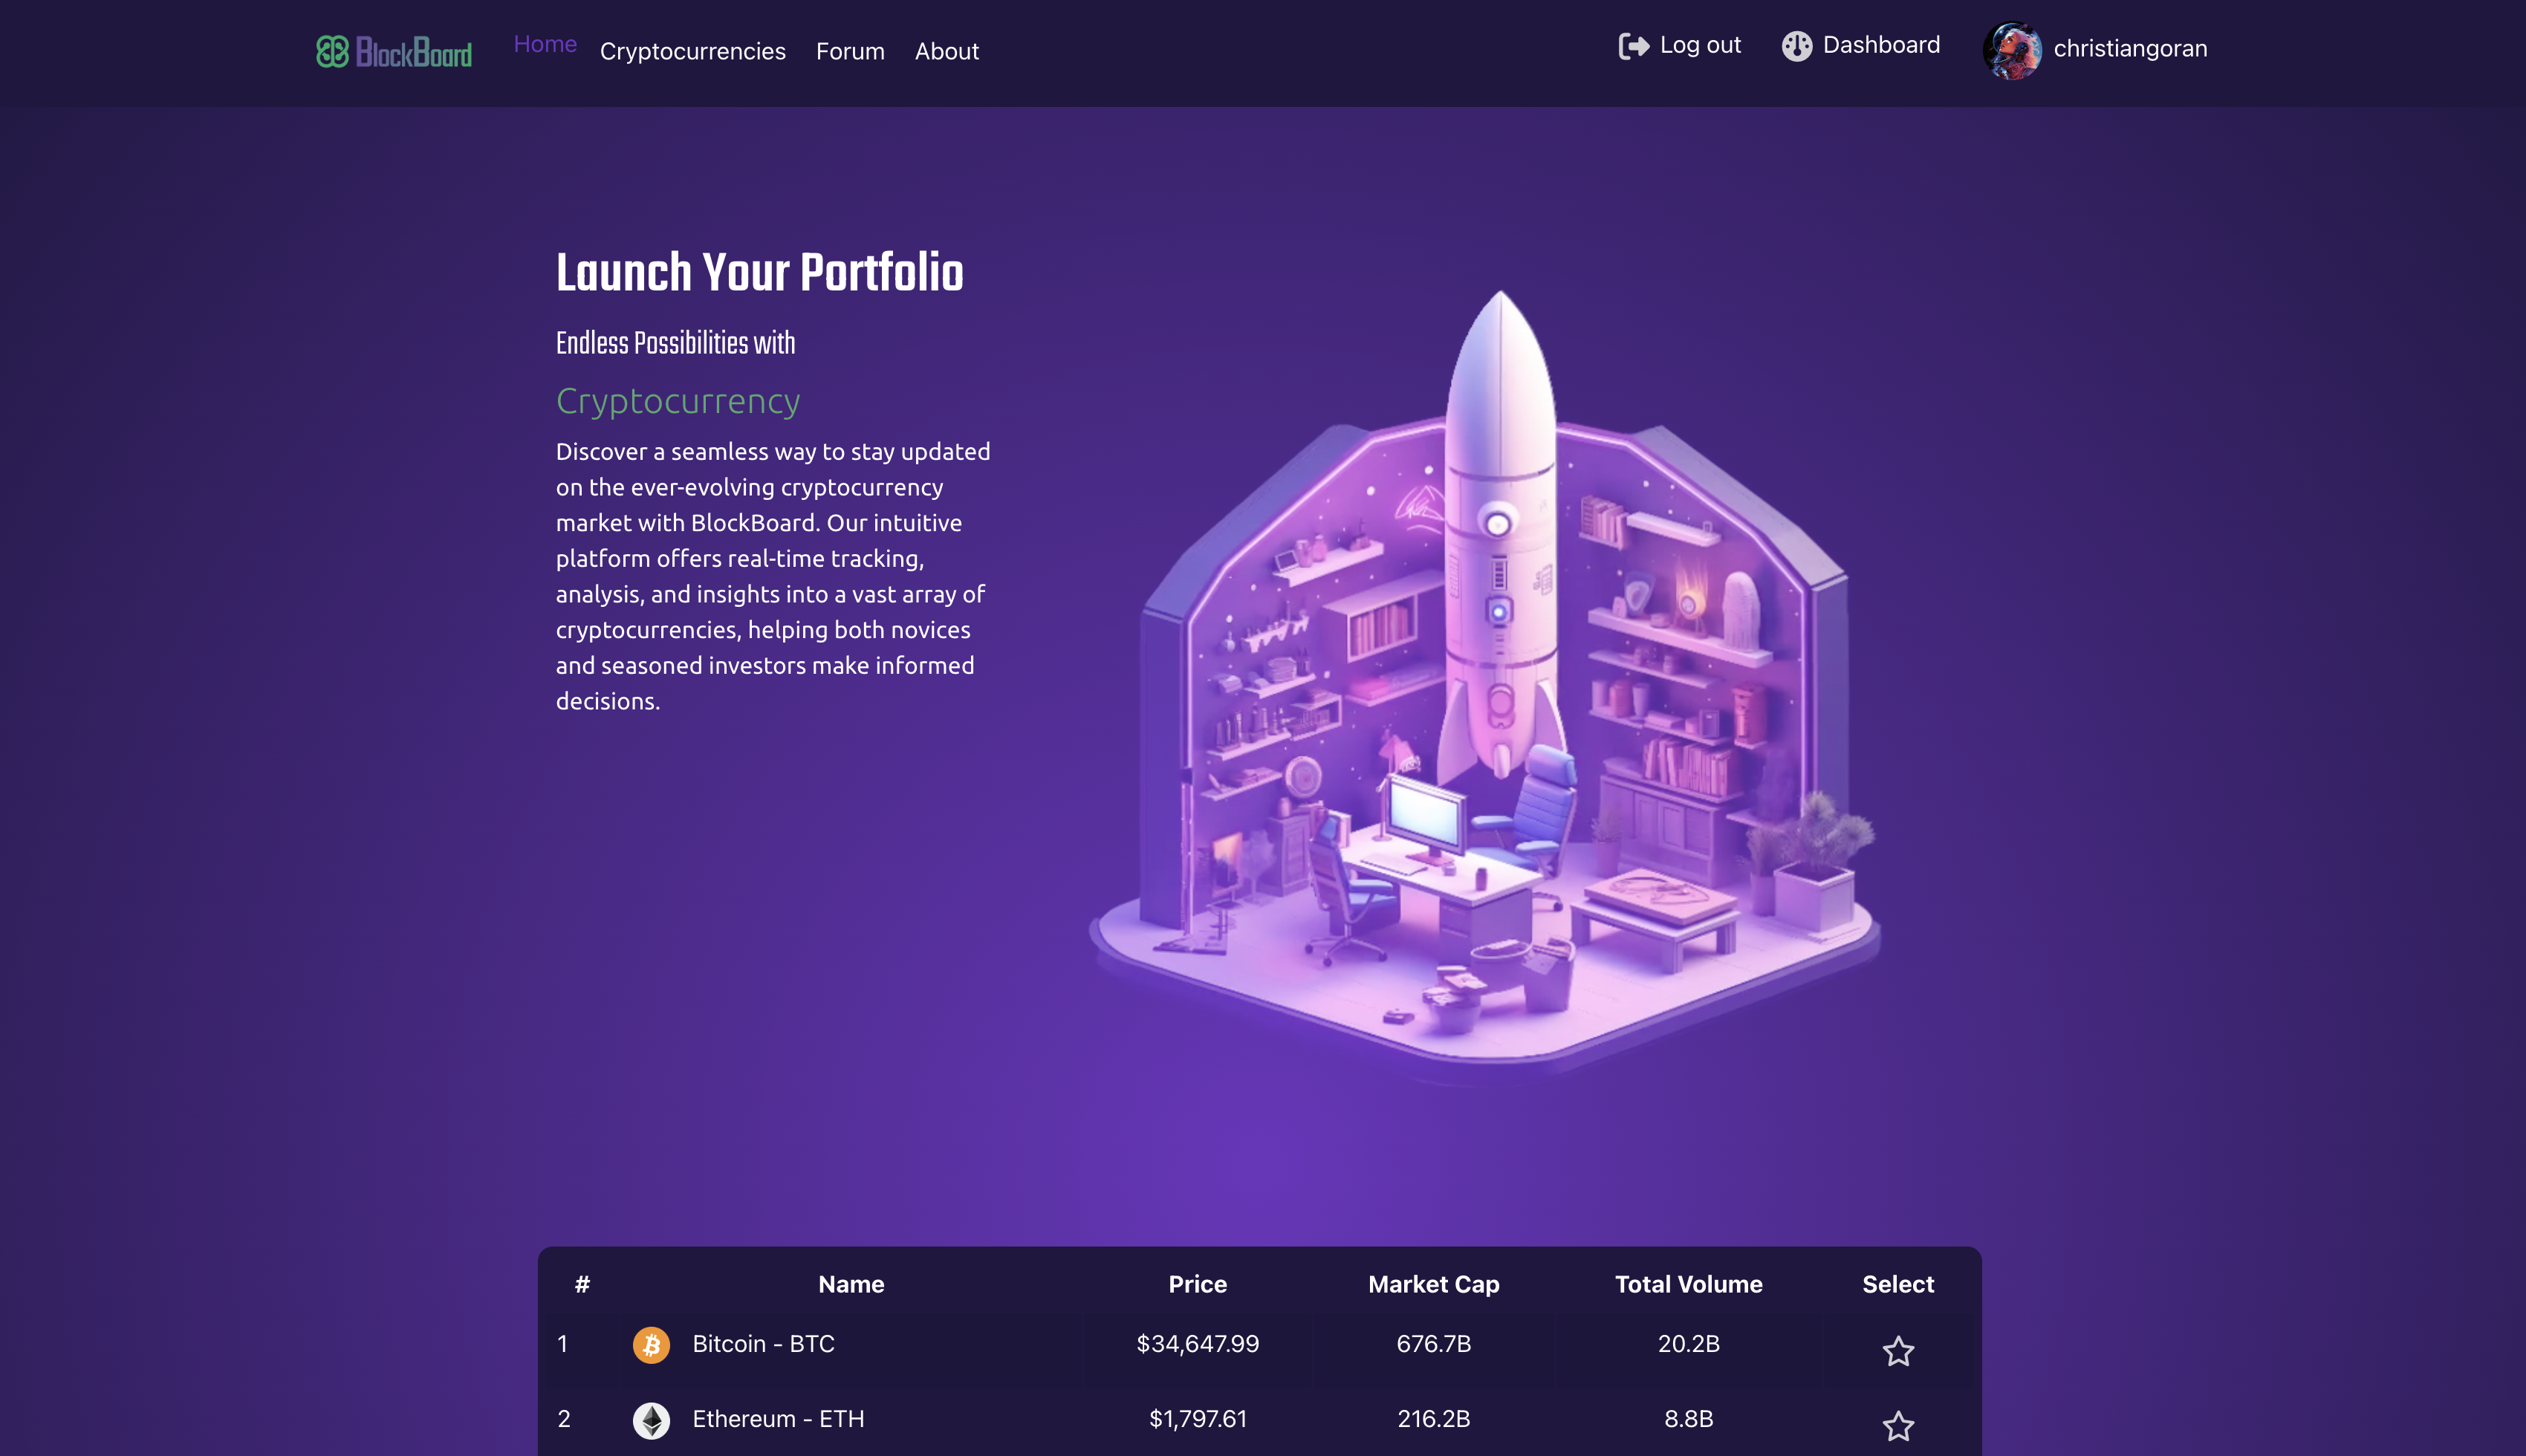 BlockBoard Home Cryptocurrencies Forum About Log out Dashboard christiangoran
Launch Your Portfolio
Endless Possibilities with
Cryptocurrency
Discover a seamless way to stay updated
on the ever-evolving cryptocurrency
market with BlockBoard. Our intuitive
platform offers real-time tracking,
analysis, and insights into a vast array of
cryptocurrencies, helping both novices
and seasoned investors make informed
decisions.
# Name Price Market Cap Total Volume Select
1 Bitcoin - BTC $34,647.99 676.7B 20.2B
2 Ethereum - ETH $1,797.61 216.2B 8.8B